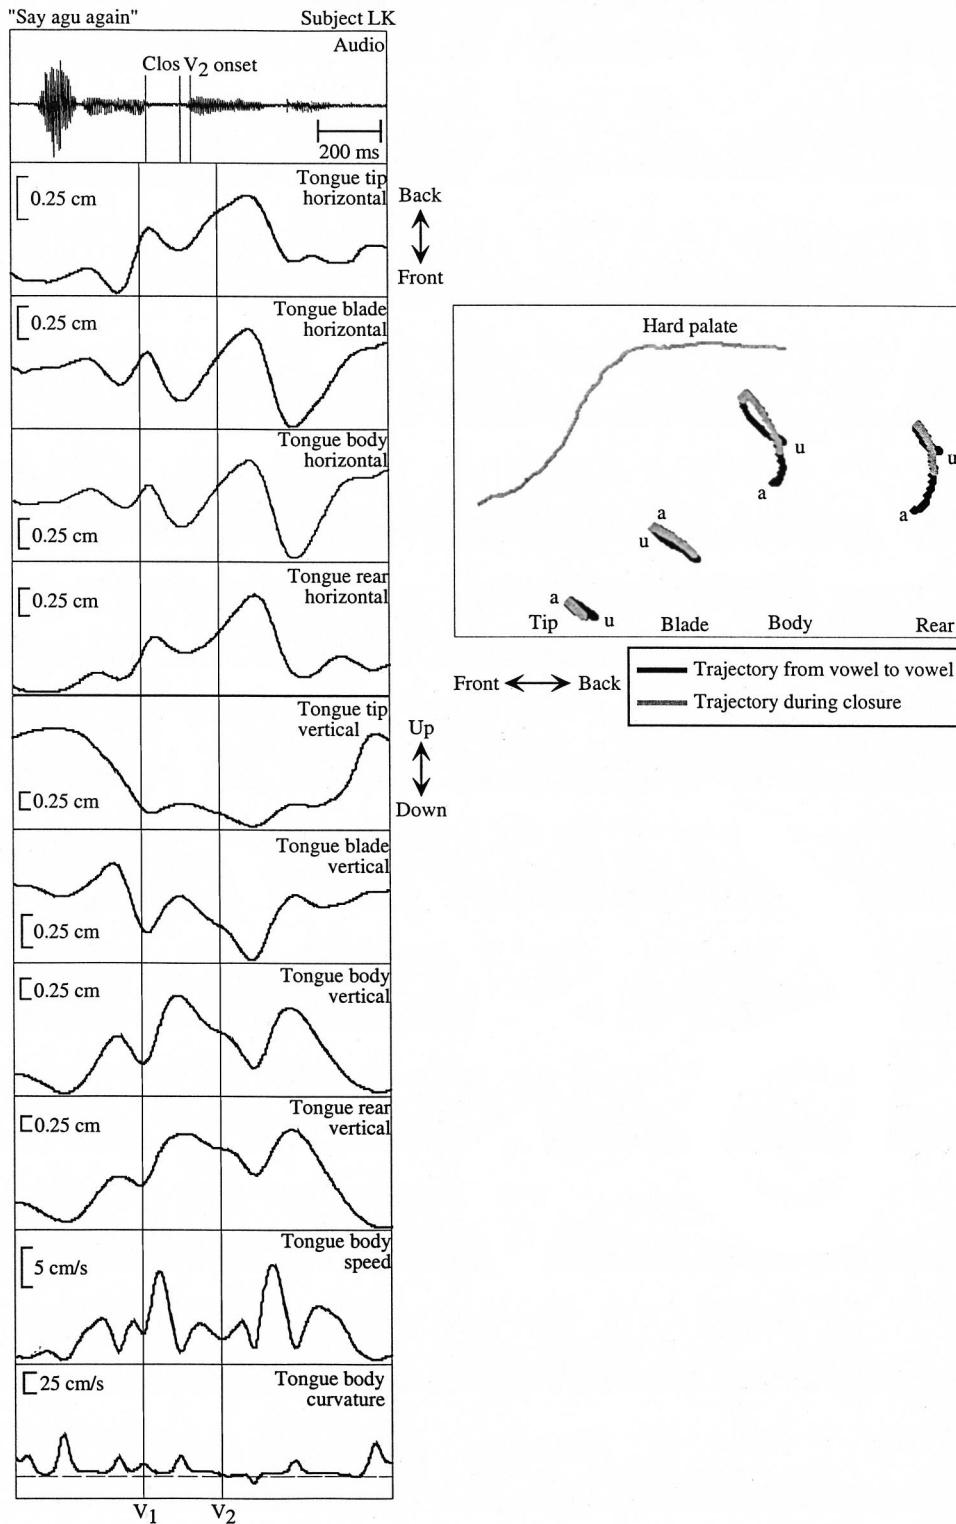 "Say agu again"
Subject LK
Audio
Clos V2 onset
200 ms
Tongue tip
horizontal
0.25 cm
Back
Front
Tongue blade
horizontal
0.25 cm
Tongue body
horizontal
0.25 cm
Tongue rear
horizontal
0.25 cm
Tongue tip
vertical
0.25 cm
Up
Down
Tongue blade
vertical
0.25 cm
Tongue body
vertical
0.25 cm
Tongue rear
vertical
0.25 cm
Tongue body
speed
5 cm/s
Tongue body
curvature
25 cm/s
V1 V2
Hard palate
u
a
u
a
a
u
a
u
Tip Blade Body Rear
Front Back
Trajectory from vowel to vowel
Trajectory during closure